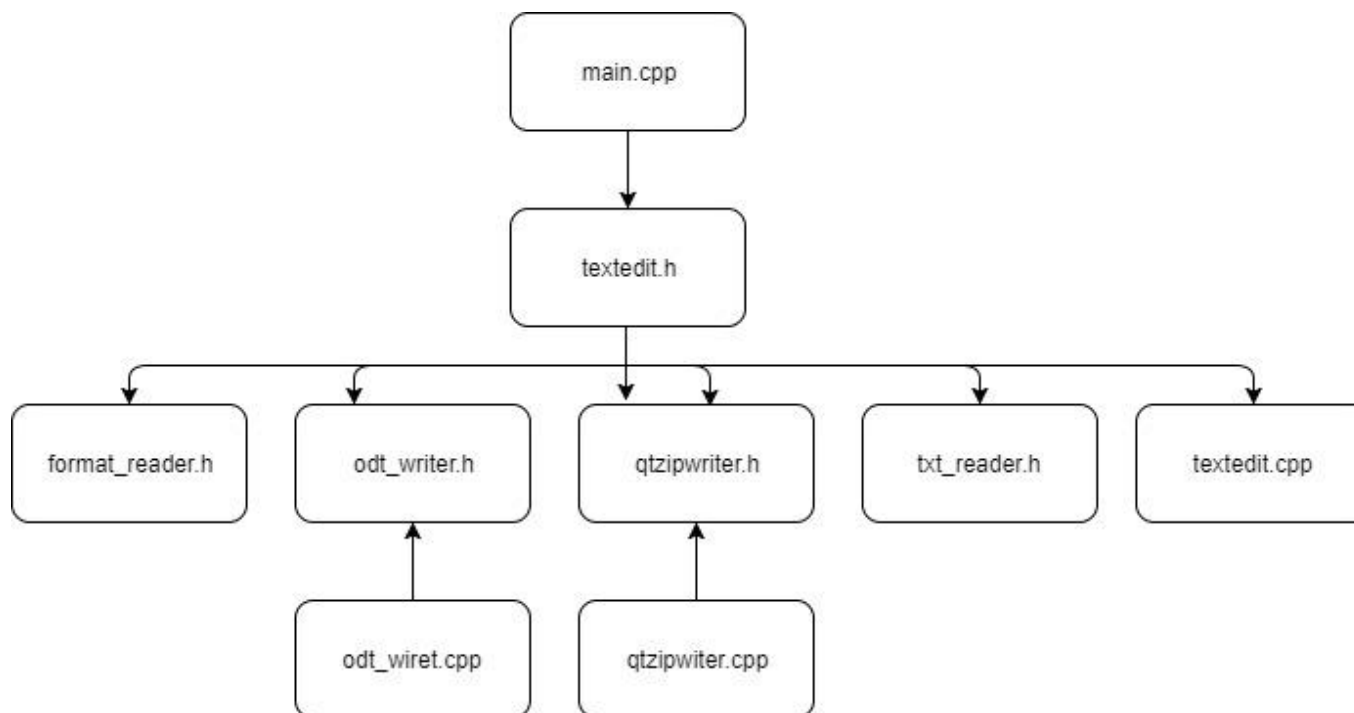 main.cpp
textedit.h
format_reader.h
odt_writer.h
qtzipwriter.h
txt_reader.h
textedit.cpp
odt_wiret.cpp
qtzipwiter.cpp